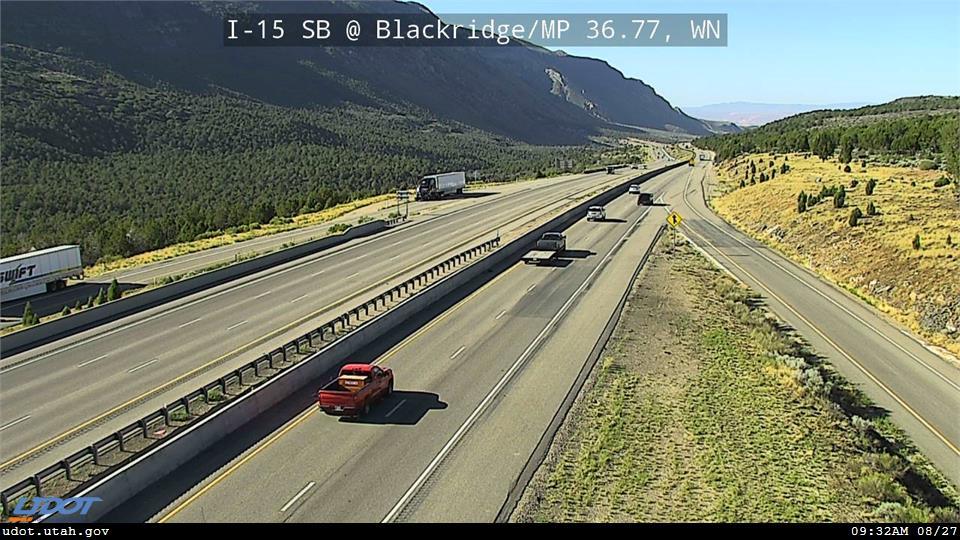 I-15 SB @ Blackridge/MP 36.77, WN
SWIFT
UDOT
udot.utah.gov
09:32AM 08/27